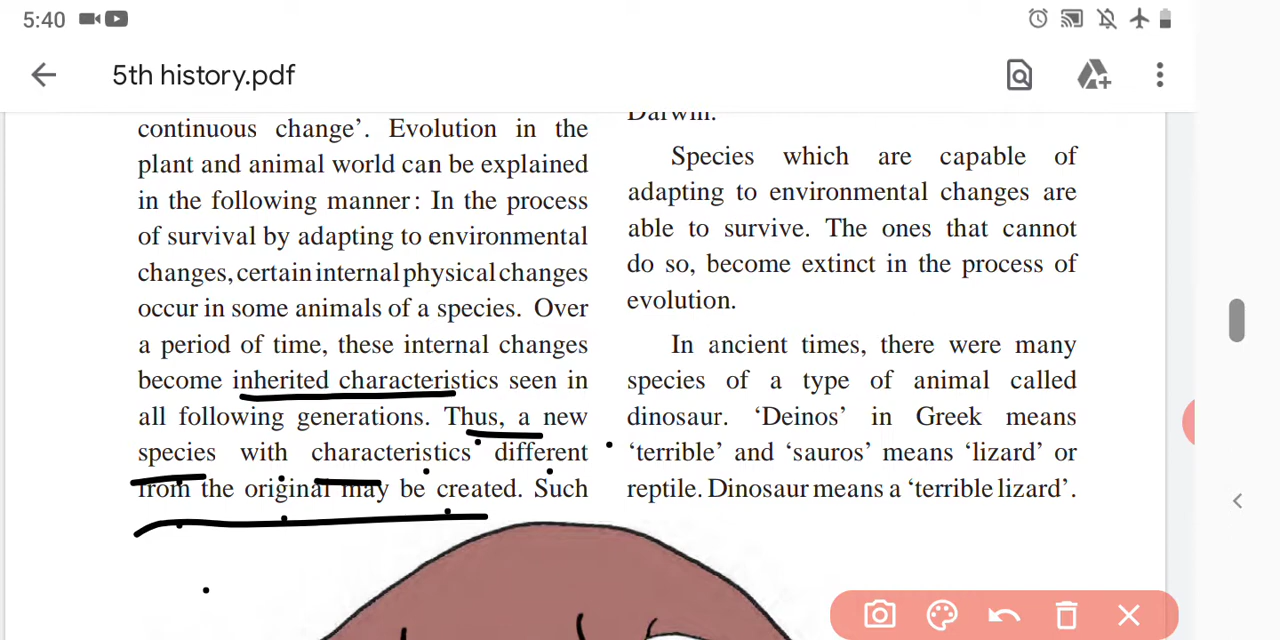 5:40
5th history.pdf
continuous change’. Evolution in the
plant and animal world can be explained
in the following manner: In the process
of survival by adapting to environmental
changes, certain internal physical changes
occur in some animals of a species. Over
a period of time, these internal changes
become inherited characteristics seen in
all following generations. Thus, a new
species with characteristics different
from the original may be created. Such
Darwin.
Species which are capable of
adapting to environmental changes are
able to survive. The ones that cannot
do so, become extinct in the process of
evolution.
In ancient times, there were many
species of a type of animal called
dinosaur. ‘Deinos’ in Greek means
‘terrible’ and ‘sauros’ means ‘lizard’ or
reptile. Dinosaur means a ‘terrible lizard’.